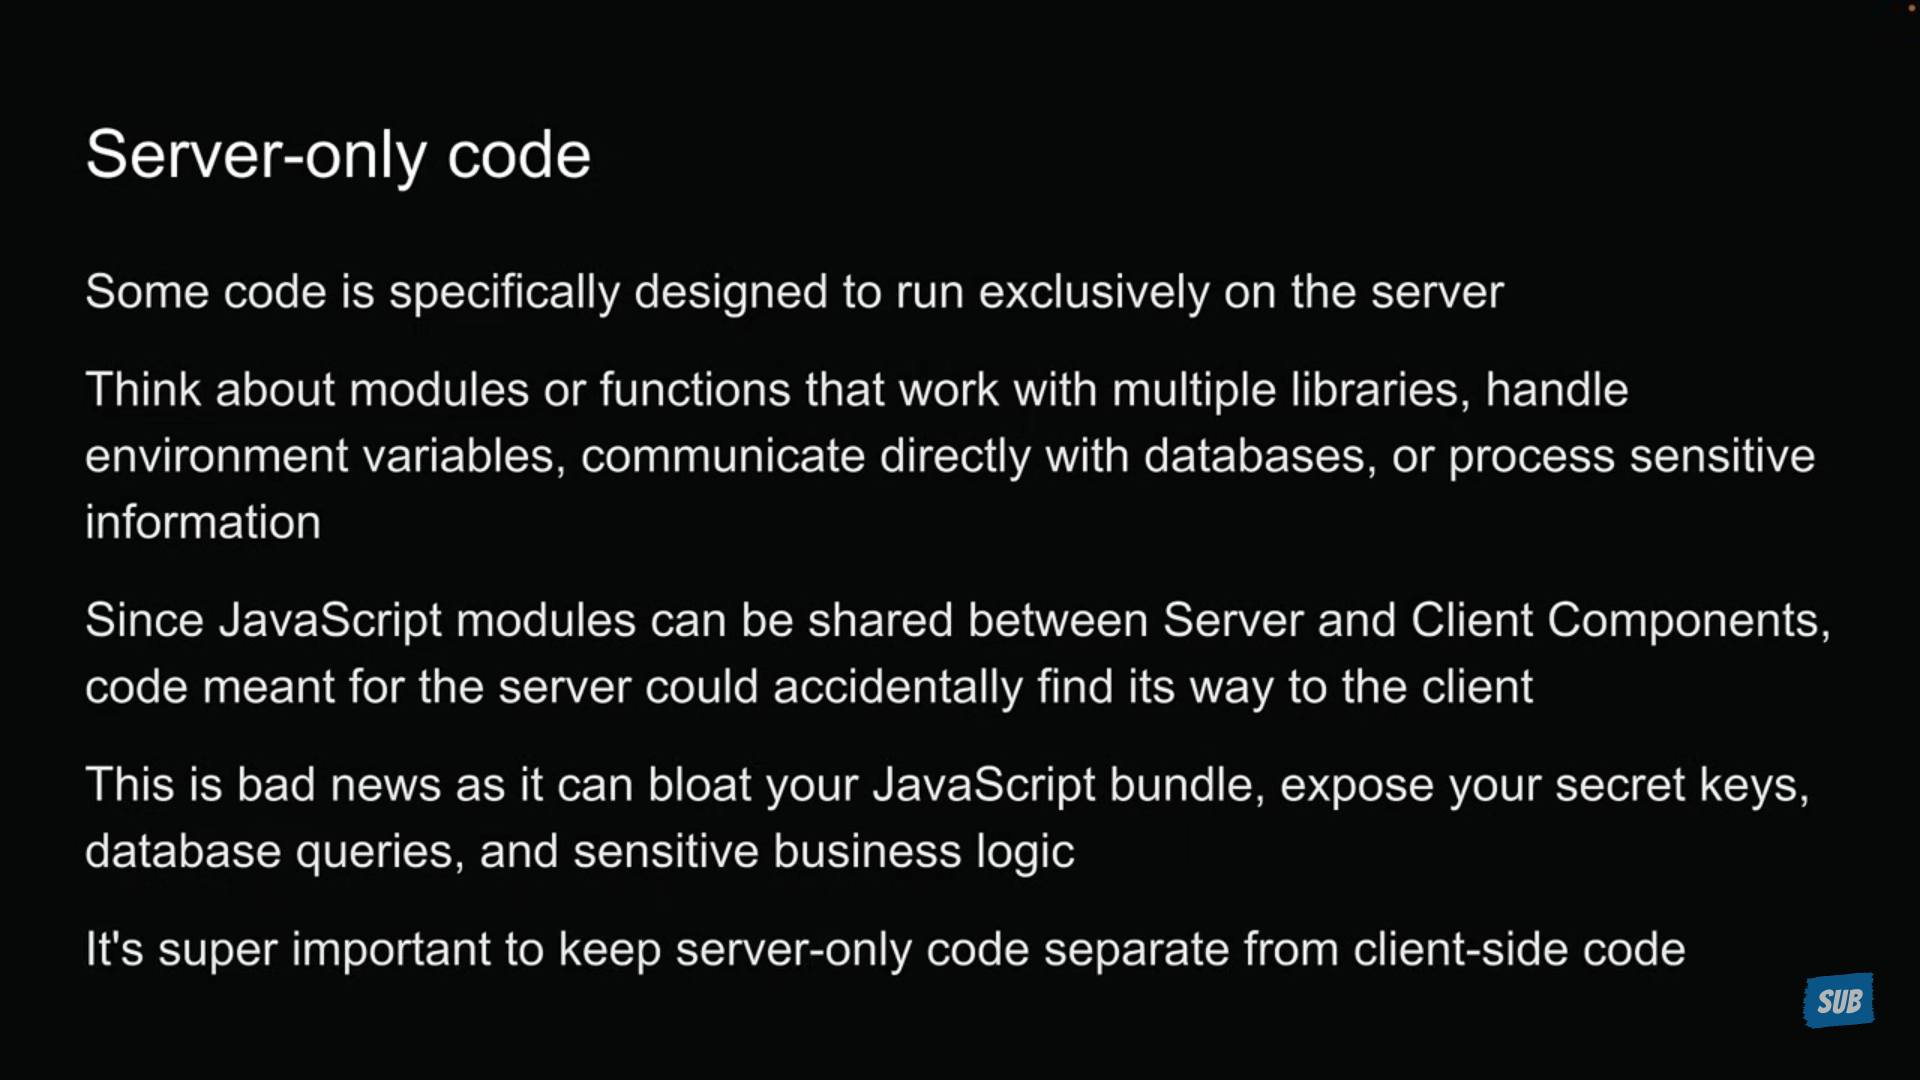 Server-only code
Some code is specifically designed to run exclusively on the server
Think about modules or functions that work with multiple libraries, handle
environment variables, communicate directly with databases, or process sensitive
information
Since JavaScript modules can be shared between Server and Client Components,
code meant for the server could accidentally find its way to the client
This is bad news as it can bloat your JavaScript bundle, expose your secret keys,
database queries, and sensitive business logic
It's super important to keep server-only code separate from client-side code
SUB